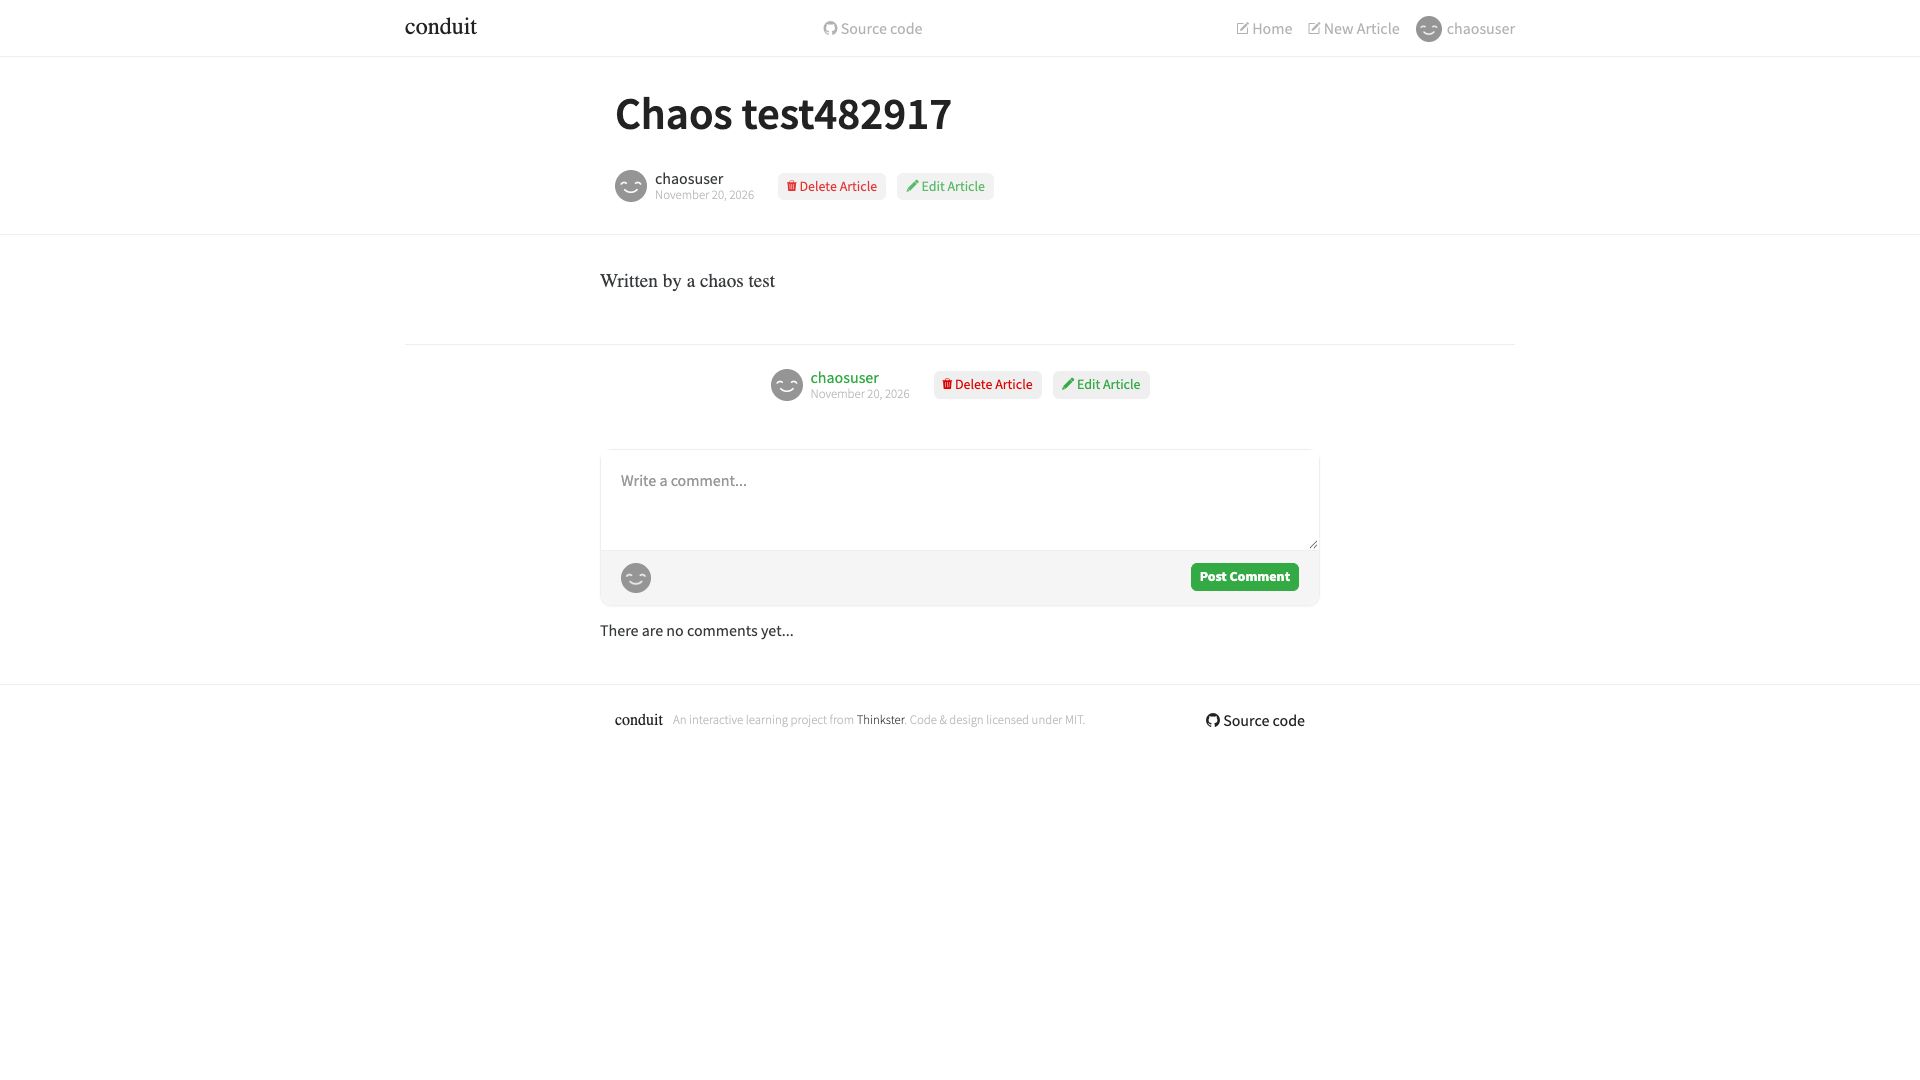 conduit
Source code
Home
New Article
chaosuser
Chaos test482917
chaosuser
November 20, 2026
Delete Article
Edit Article
Written by a chaos test
chaosuser
November 20, 2026
Delete Article
Edit Article
Write a comment...
Post Comment
There are no comments yet...
conduit
An interactive learning project from Thinkster. Code & design licensed under MIT.
Source code